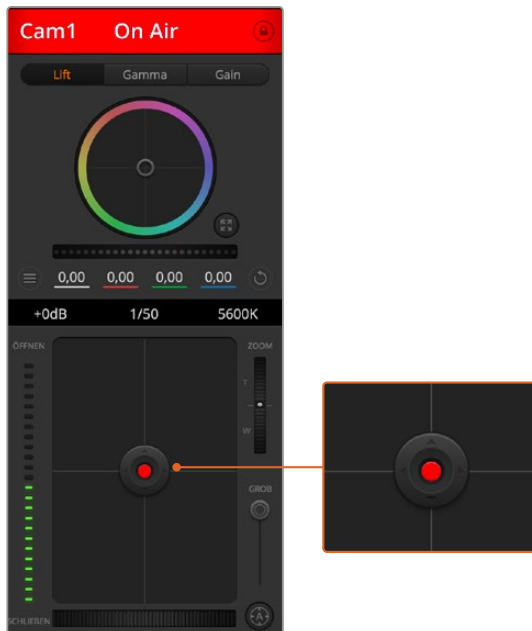 Cam1 On Air
Lift Gamma Gain
0,00 0,00 0,00 0,00
+0dB 1/50 5600K
ÖFFNEN ZOOM
T
W
GROB
SCHLIEẞEN A